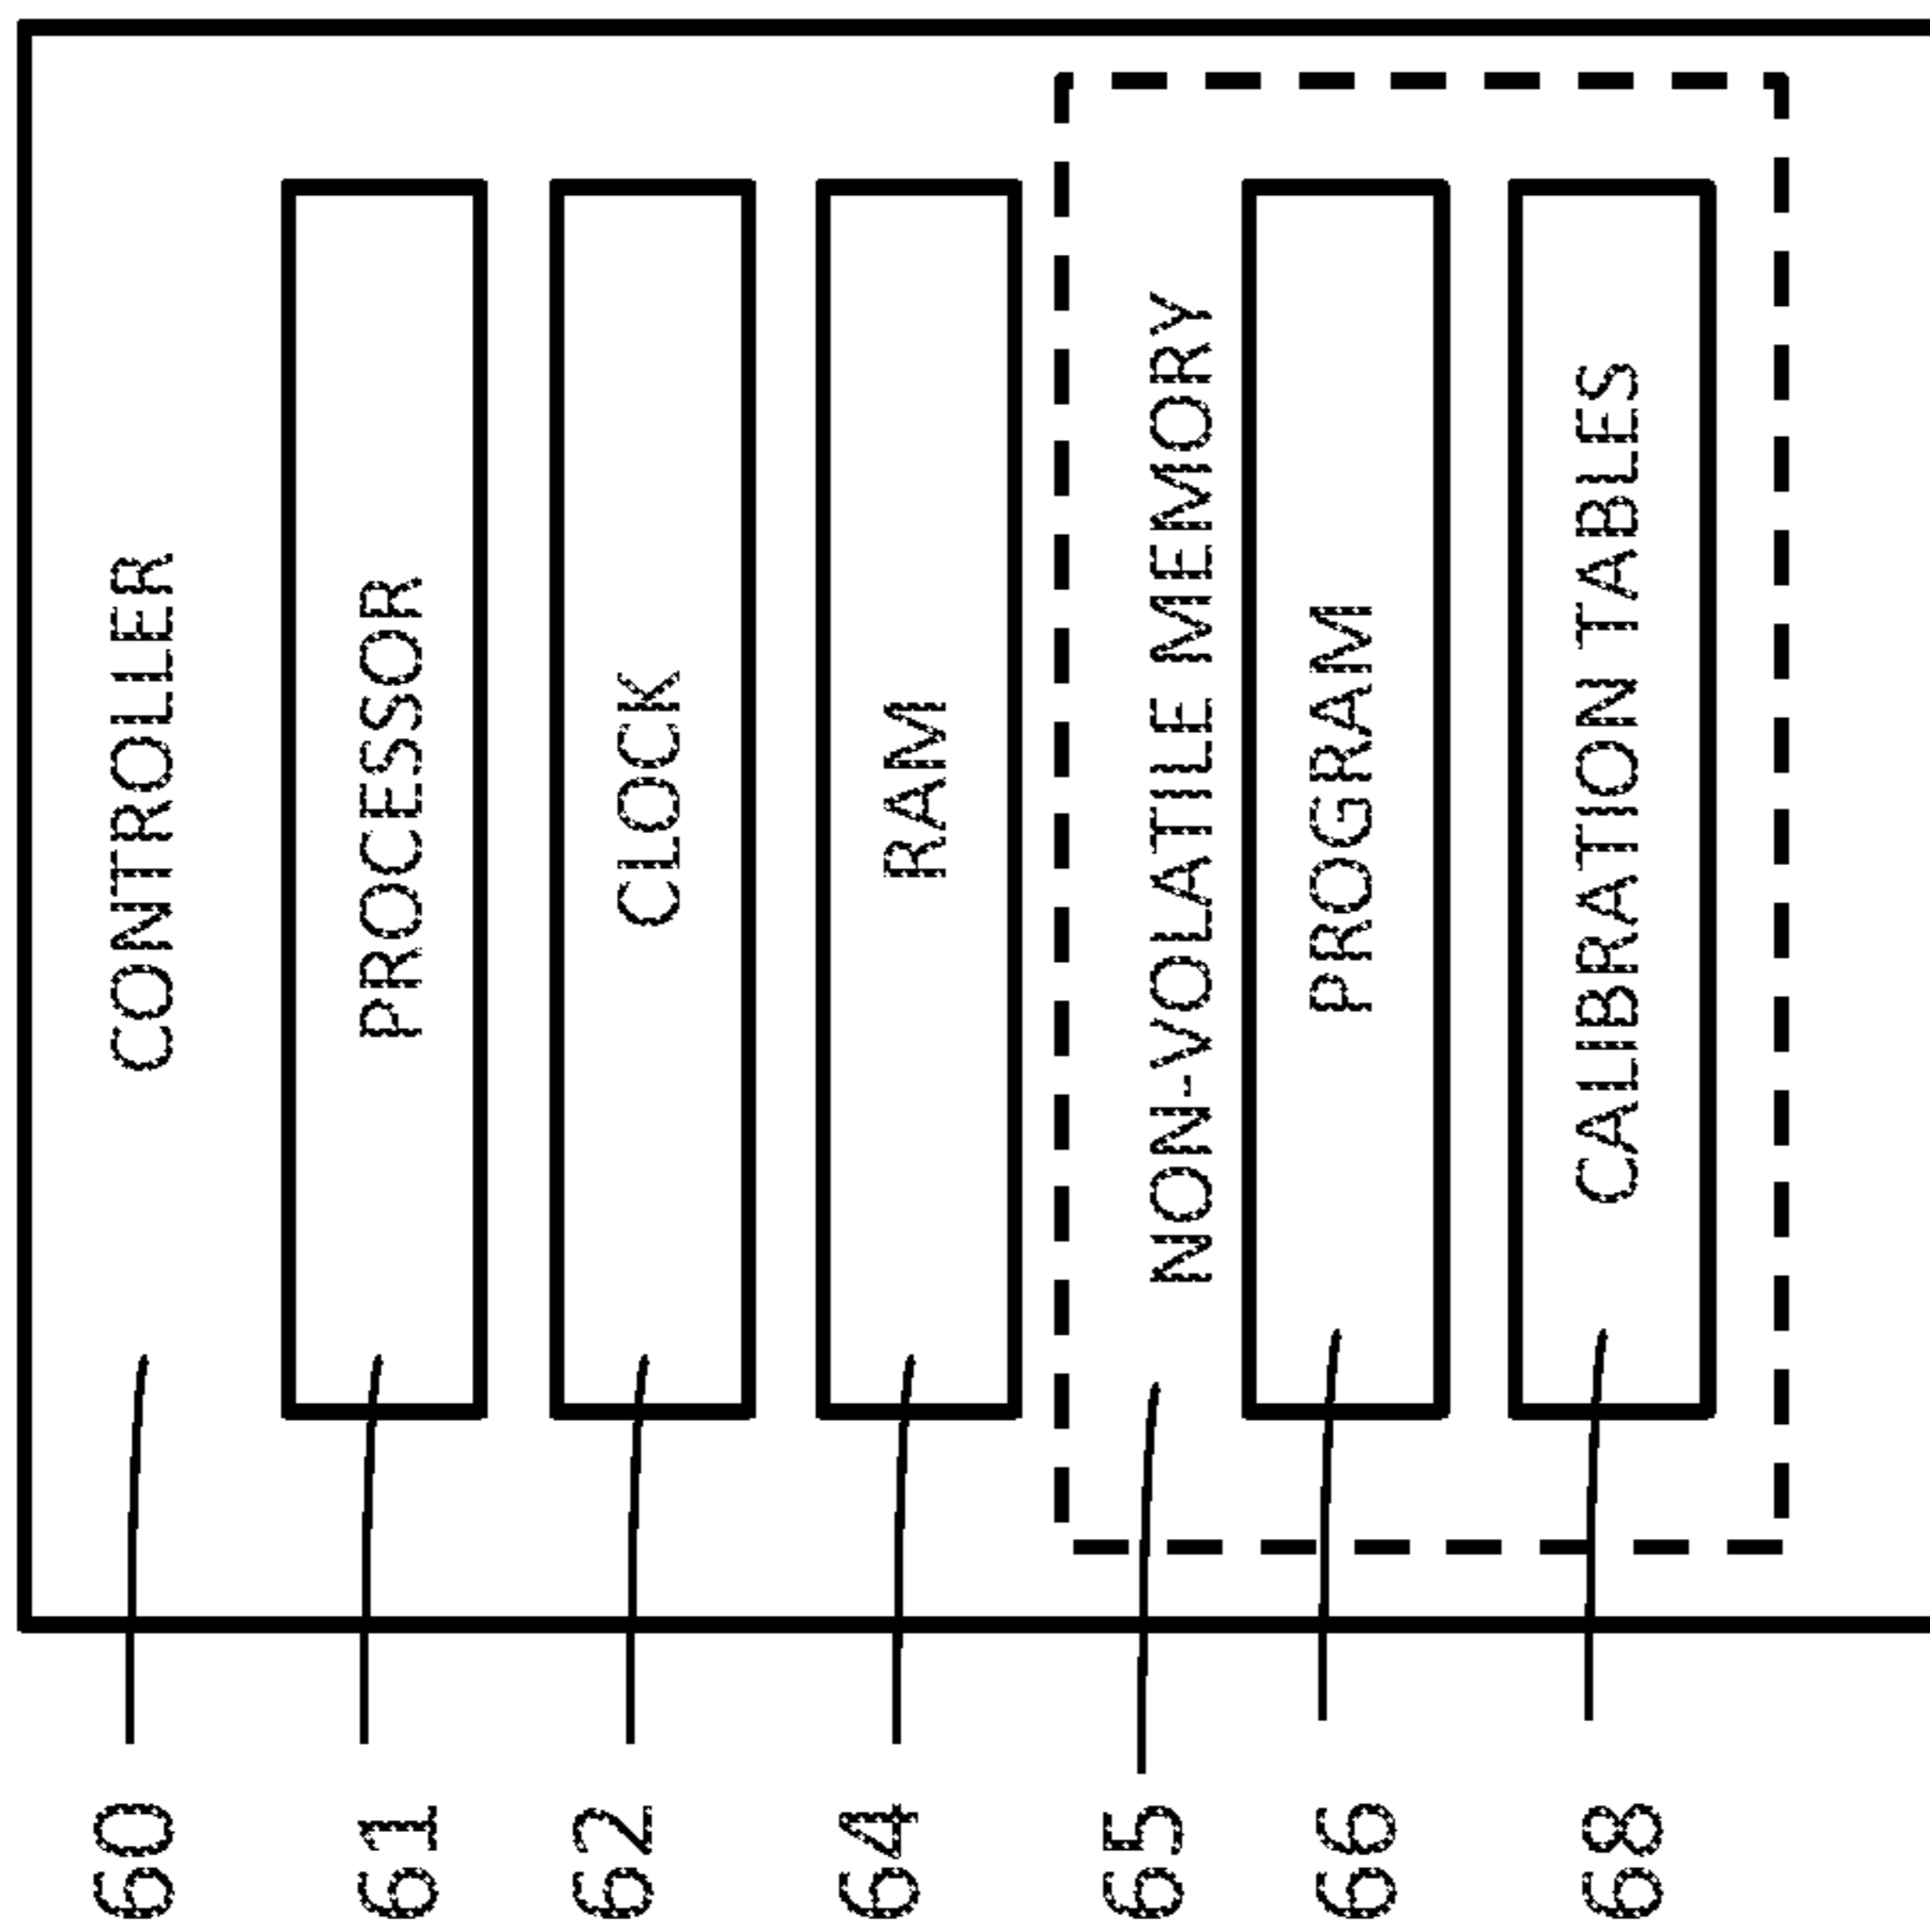 60 CONTROLLER
61 PROCESSOR
62 CLOCK
64 RAM
65 NON-VOLATILE MEMORY
66 PROGRAM
68 CALIBRATION TABLES